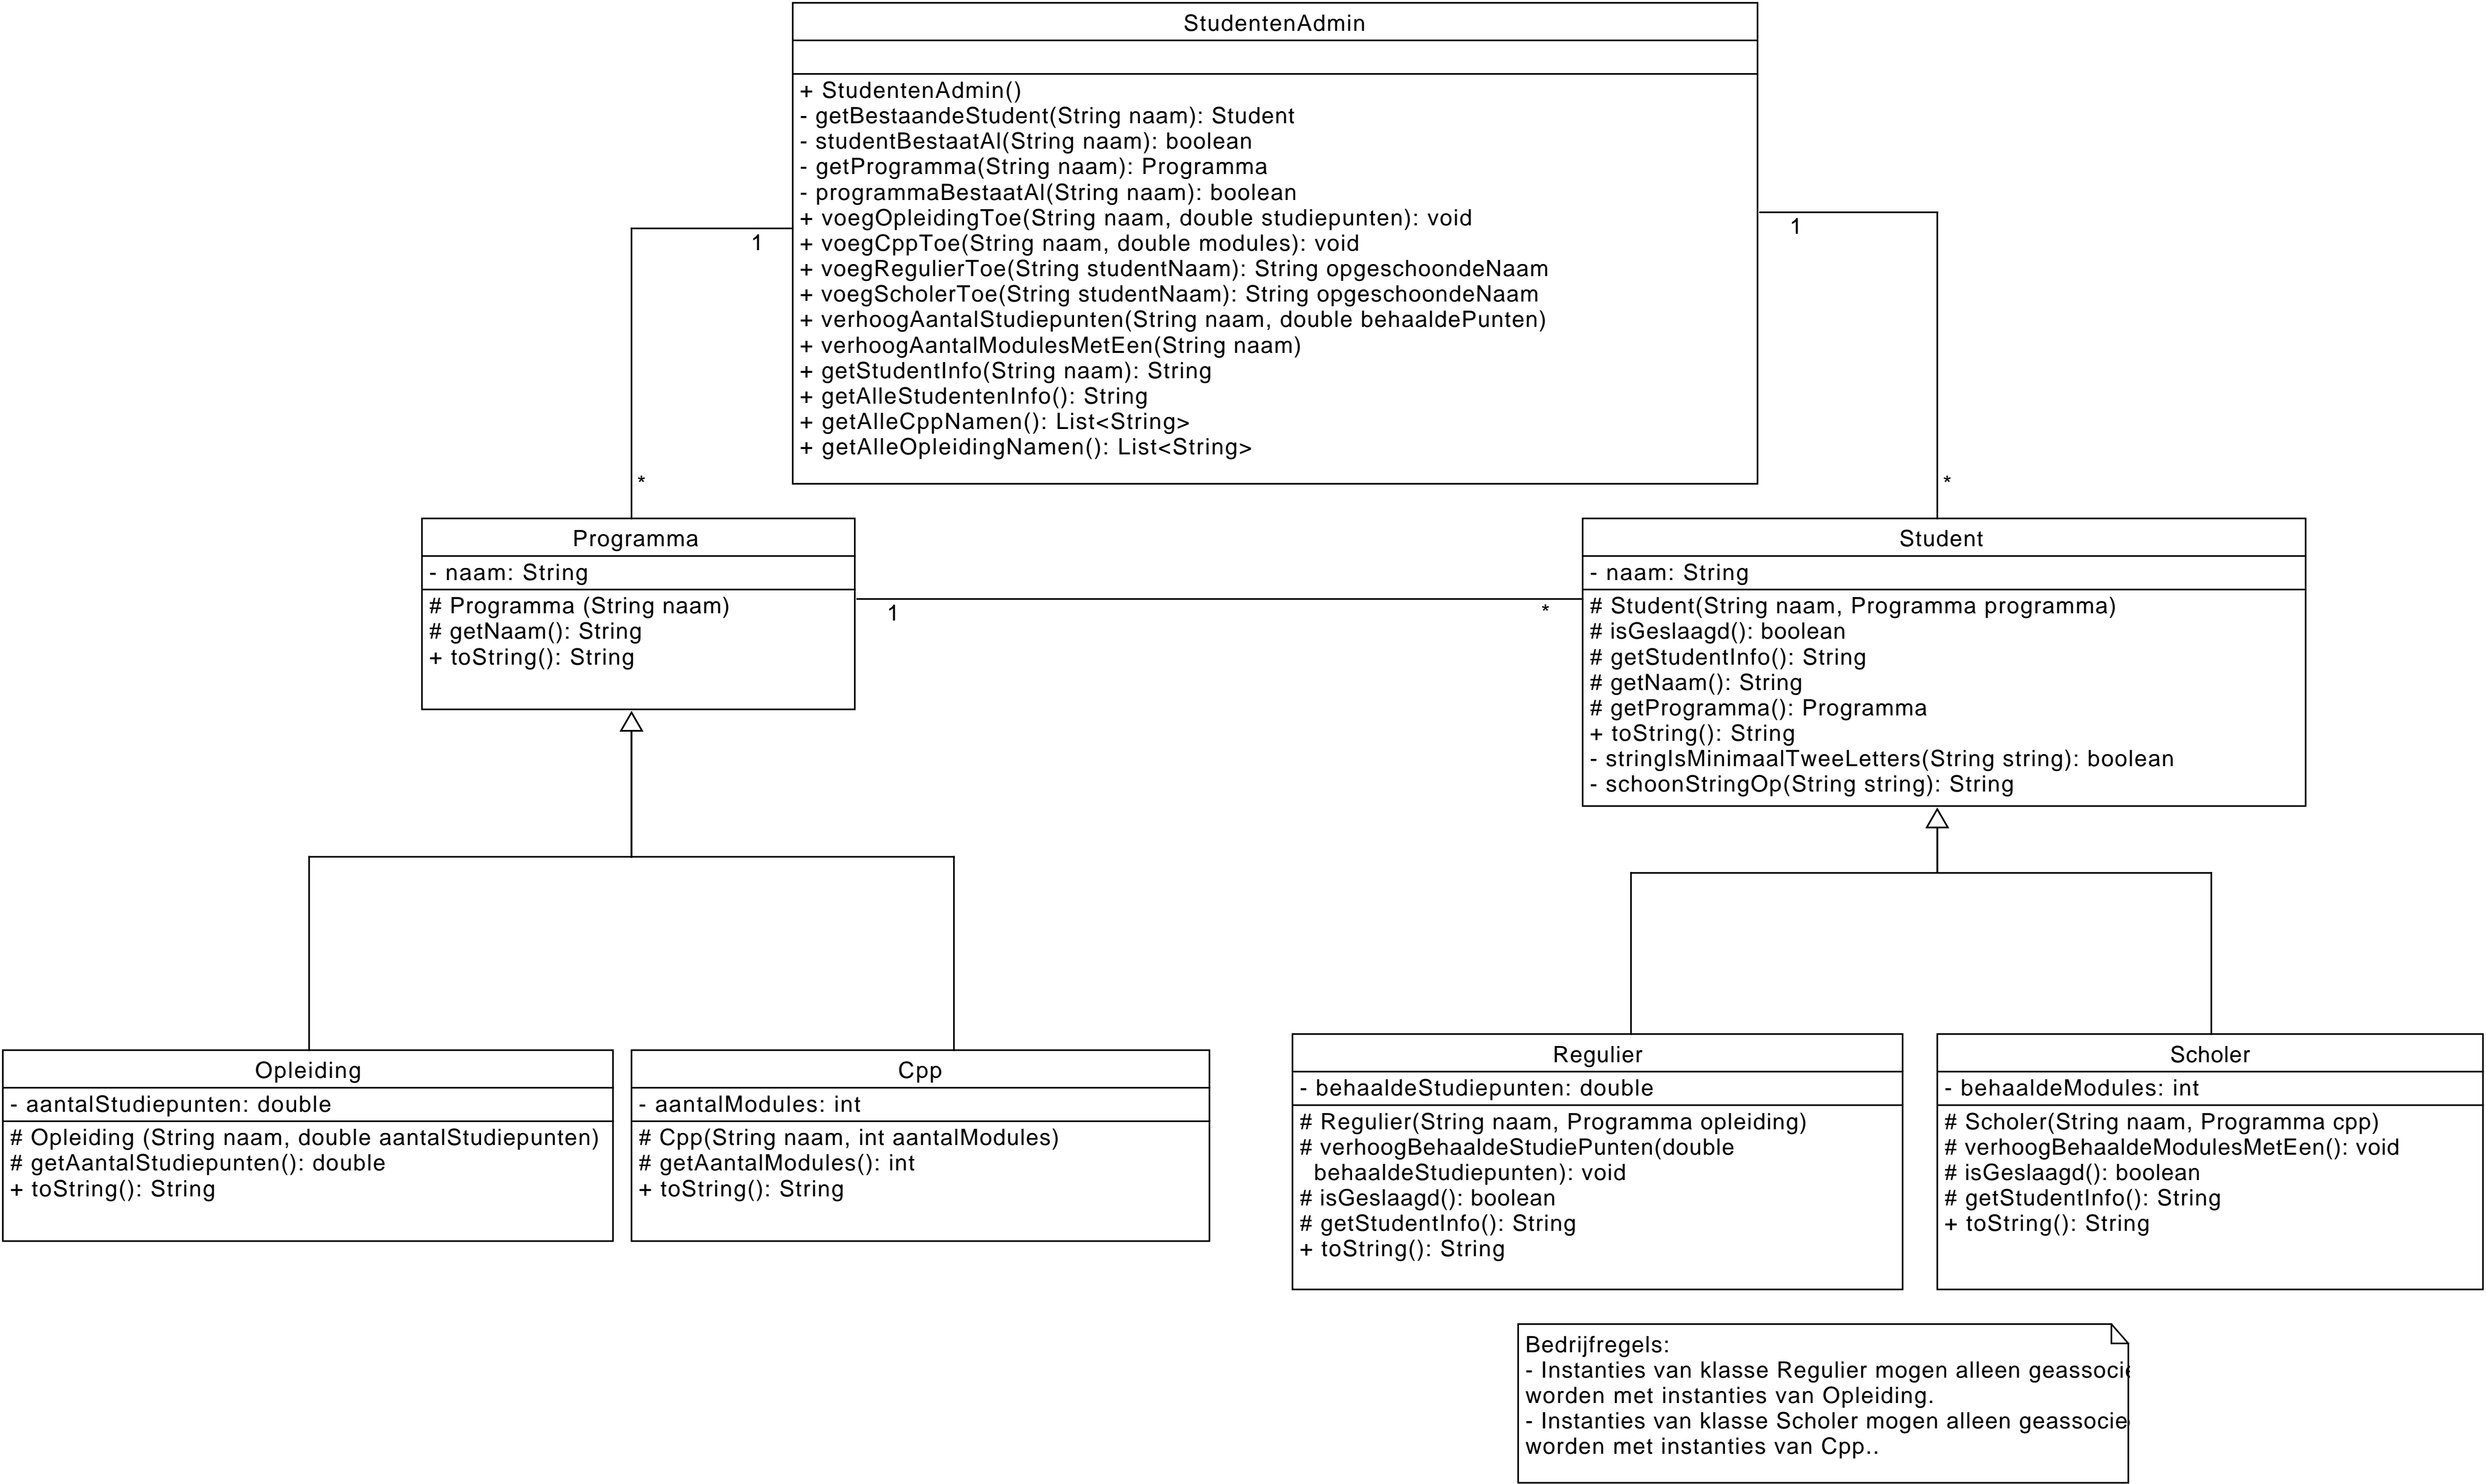 StudentenAdmin
+ StudentenAdmin()
- getBestaandeStudent(String naam): Student
- studentBestaatAl(String naam): boolean
- getProgramma(String naam): Programma
- programmaBestaatAl(String naam): boolean
+ voegOpleidingToe(String naam, double studiepunten): void
+ voegCppToe(String naam, double modules): void
+ voegRegulierToe(String studentNaam): String opgeschoondeNaam
+ voegScholerToe(String studentNaam): String opgeschoondeNaam
+ verhoogAantalStudiepunten(String naam, double behaaldePunten)
+ verhoogAantalModulesMetEen(String naam)
+ getStudentInfo(String naam): String
+ getAlleStudentenInfo(): String
+ getAlleCppNamen(): List<String>
+ getAlleOpleidingNamen(): List<String>
1
1
*
*
Programma
- naam: String
# Programma (String naam)
# getNaam(): String
+ toString(): String
1
*
Student
- naam: String
# Student(String naam, Programma programma)
# isGeslaagd(): boolean
# getStudentInfo(): String
# getNaam(): String
# getProgramma(): Programma
+ toString(): String
- stringIsMinimaalTweeLetters(String string): boolean
- schoonStringOp(String string): String
Opleiding
- aantalStudiepunten: double
# Opleiding (String naam, double aantalStudiepunten)
# getAantalStudiepunten(): double
+ toString(): String
Cpp
- aantalModules: int
# Cpp(String naam, int aantalModules)
# getAantalModules(): int
+ toString(): String
Regulier
- behaaldeStudiepunten: double
# Regulier(String naam, Programma opleiding)
# verhoogBehaaldeStudiePunten(double
behaaldeStudiepunten): void
# isGeslaagd(): boolean
# getStudentInfo(): String
+ toString(): String
Scholer
- behaaldeModules: int
# Scholer(String naam, Programma cpp)
# verhoogBehaaldeModulesMetEen(): void
# isGeslaagd(): boolean
# getStudentInfo(): String
+ toString(): String
Bedrijfregels:
- Instanties van klasse Regulier mogen alleen geassocie
worden met instanties van Opleiding.
- Instanties van klasse Scholer mogen alleen geassocie
worden met instanties van Cpp..